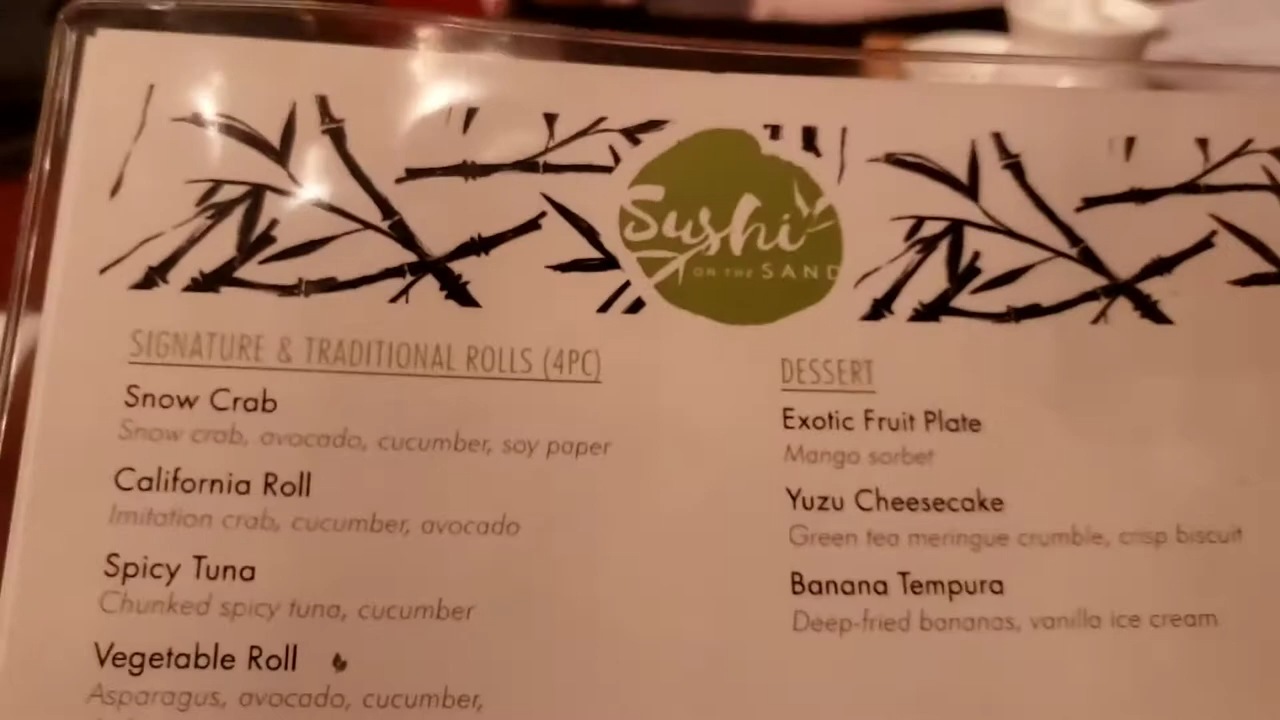 Sushi
ON THE SAND
SIGNATURE & TRADITIONAL ROLLS (4PC)
Snow Crab
Snow crab, avocado, cucumber, soy paper
California Roll
Imitation crab, cucumber, avocado
Spicy Tuna
Chunked spicy tuna, cucumber
Vegetable Roll
Asparagus, avocado, cucumber,
DESSERT
Exotic Fruit Plate
Mango sorbet
Yuzu Cheesecake
Green tea meringue crumble, crisp biscuit
Banana Tempura
Deep-fried bananas, vanilla ice cream